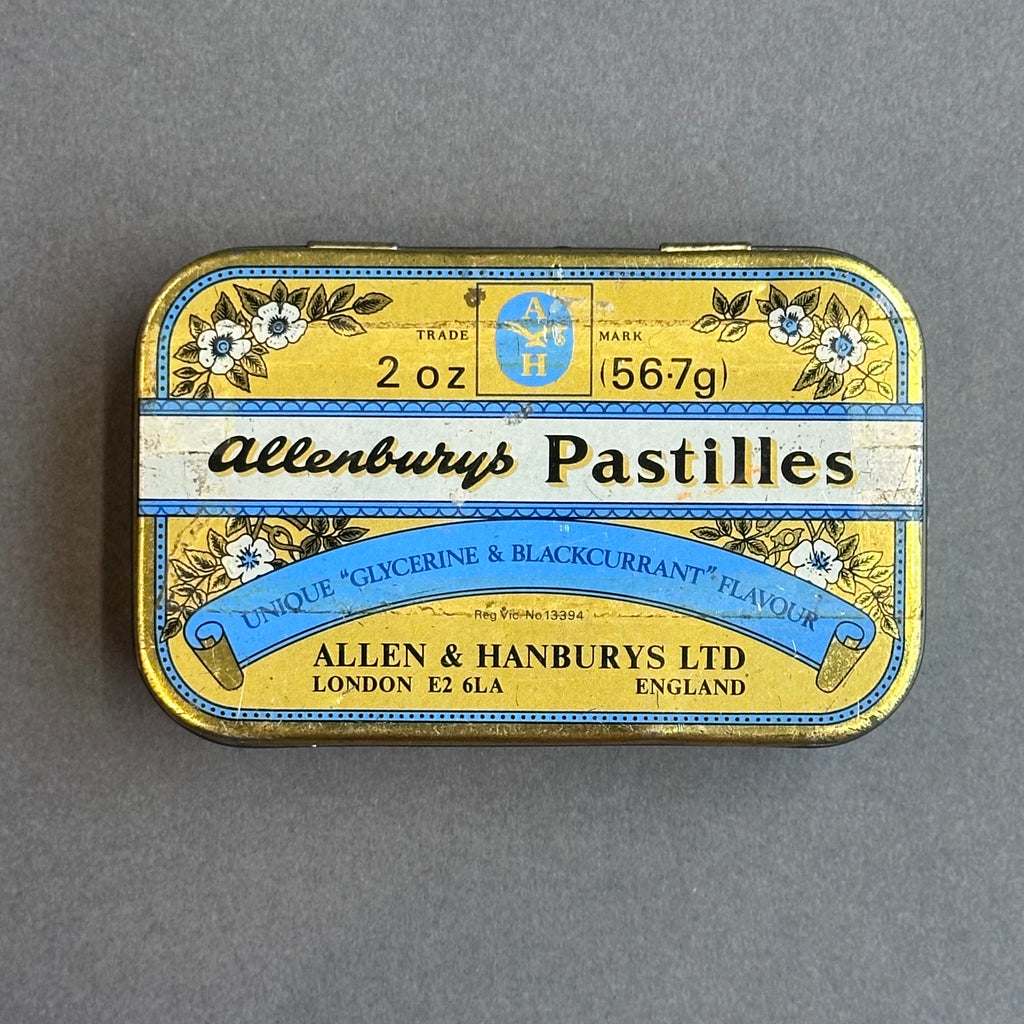 A
TRADE MARK
H
2 oz (56·7g)
allenburys Pastilles
UNIQUE "GLYCERINE & BLACKCURRANT" FLAVOUR
Reg Vic No 13394
ALLEN & HANBURYS LTD
LONDON E2 6LA ENGLAND